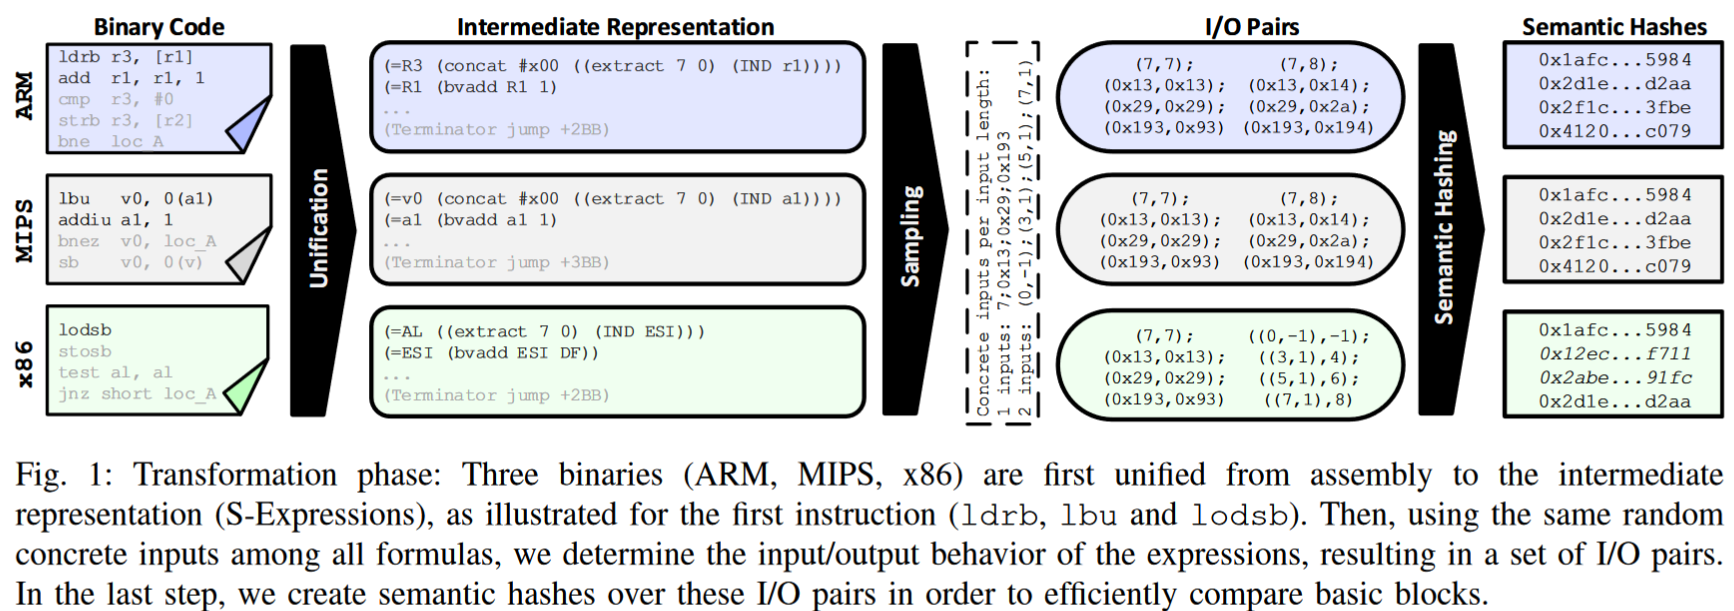 Binary Code
Intermediate Representation
I/O Pairs
Semantic Hashes
ARM
ldrb r3, [r1]
add r1, r1, 1
cmp r3, #0
strb r3, [r2]
bne loc_A
MIPS
lbu v0, 0(a1)
addiu a1, 1
bnez v0, loc_A
sb v0, 0(v)
x86
lodsb
stosb
test al, al
jnz short loc_A
Unification
(=R3 (concat #x00 ((extract 7 0) (IND r1))))
(=R1 (bvadd R1 1)
...
(Terminator jump +2BB)
(=v0 (concat #x00 ((extract 7 0) (IND a1))))
(=a1 (bvadd a1 1)
...
(Terminator jump +3BB)
(=AL ((extract 7 0) (IND ESI)))
(=ESI (bvadd ESI DF))
...
(Terminator jump +2BB)
Sampling
Concrete inputs per input length:
1 inputs: 7;0x13;0x29;0x193
2 inputs: (0,-1);(3,1);(5,1);(7,1)
(7,7); (7,8);
(0x13,0x13); (0x13,0x14);
(0x29,0x29); (0x29,0x2a);
(0x193,0x93) (0x193,0x194)
(7,7); (7,8);
(0x13,0x13); (0x13,0x14);
(0x29,0x29); (0x29,0x2a);
(0x193,0x93) (0x193,0x194)
(7,7); ((0,-1),-1);
(0x13,0x13); ((3,1),4);
(0x29,0x29); ((5,1),6);
(0x193,0x93) ((7,1),8)
Semantic Hashing
0x1afc...5984
0x2d1e...d2aa
0x2f1c...3fbe
0x4120...c079
0x1afc...5984
0x2d1e...d2aa
0x2f1c...3fbe
0x4120...c079
0x1afc...5984
0x12ec...f711
0x2abe...91fc
0x2d1e...d2aa
Fig. 1: Transformation phase: Three binaries (ARM, MIPS, x86) are first unified from assembly to the intermediate
representation (S-Expressions), as illustrated for the first instruction (ldrb, lbu and lodsb). Then, using the same random
concrete inputs among all formulas, we determine the input/output behavior of the expressions, resulting in a set of I/O pairs.
In the last step, we create semantic hashes over these I/O pairs in order to efficiently compare basic blocks.